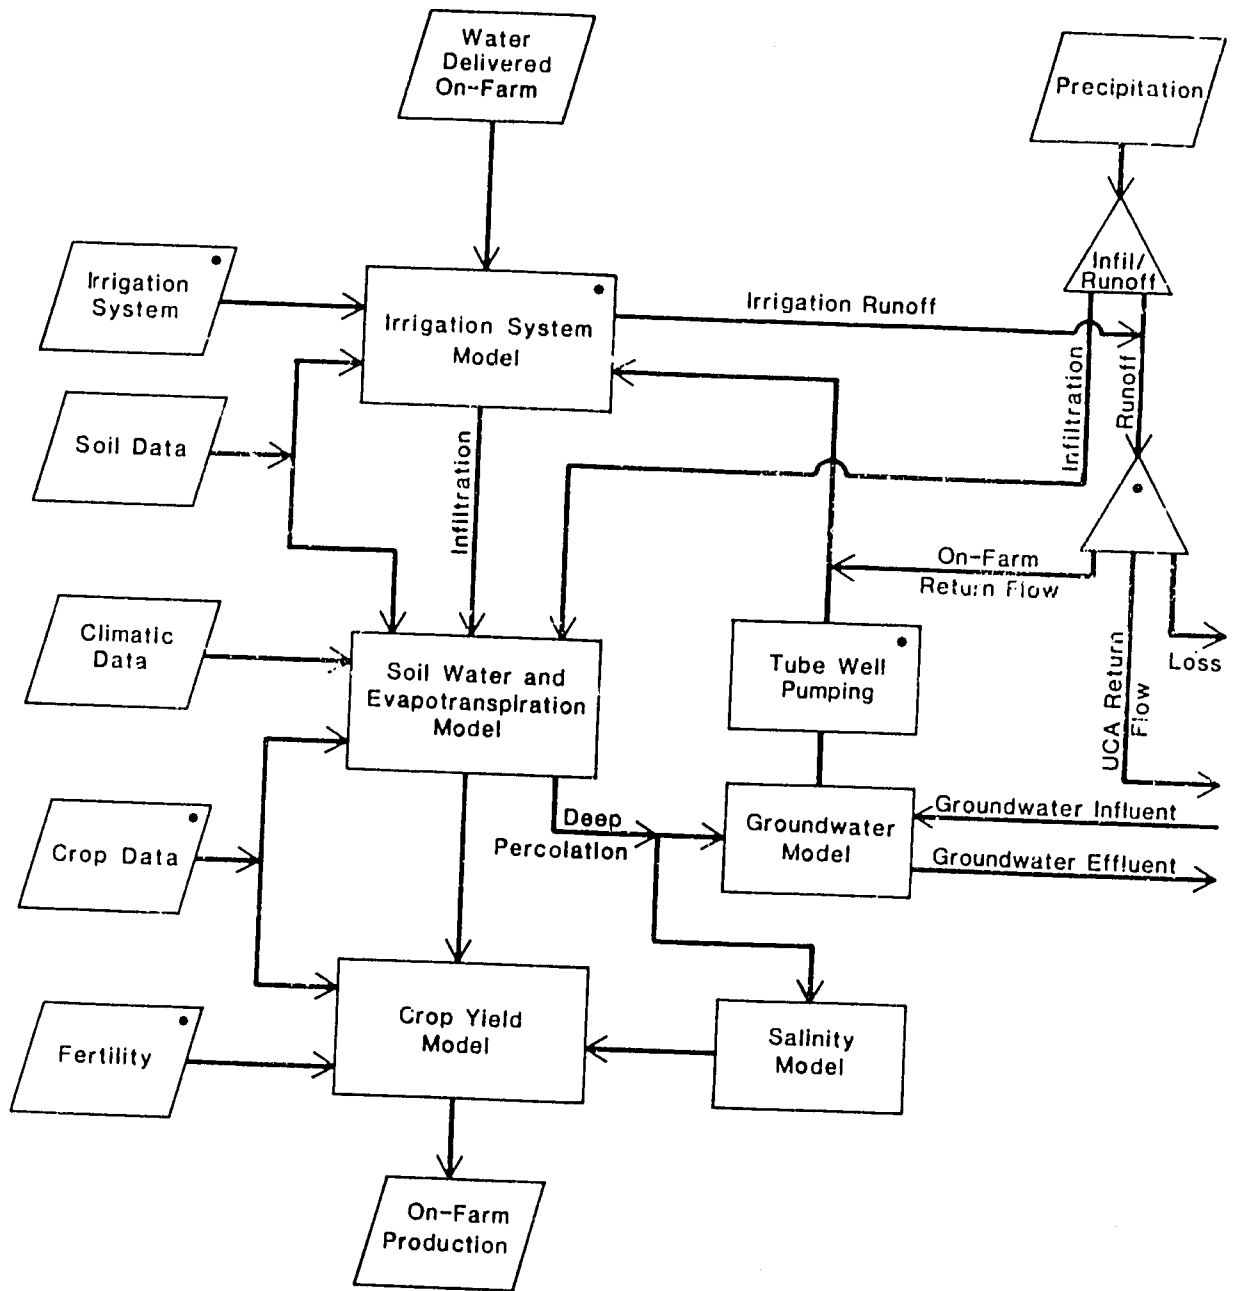 Water
Delivered
On-Farm
Precipitation
Infil/
Runoff
Irrigation
System
Irrigation System
Model
Irrigation Runoff
Infiltration
Runoff
Soil Data
Infiltration
On-Farm
Return Flow
Climatic
Data
Soil Water and
Evapotranspiration
Model
Tube Well
Pumping
UCA Return
Flow
Loss
Crop Data
Deep
Percolation
Groundwater
Model
Groundwater Influent
Groundwater Effluent
Fertility
Crop Yield
Model
Salinity
Model
On-Farm
Production